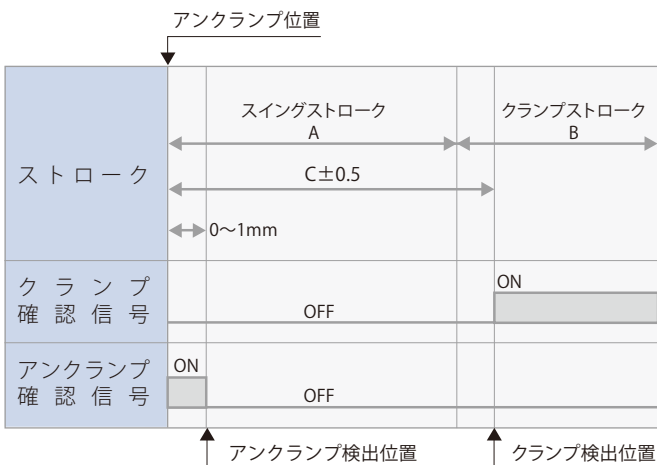 アンクランプ位置
ストローク
スイングストローク
A
クランプストローク
B
C±0.5
0～1mm
クランプ
確認信号
ON
OFF
アンクランプ
確認信号
ON
OFF
アンクランプ検出位置
クランプ検出位置